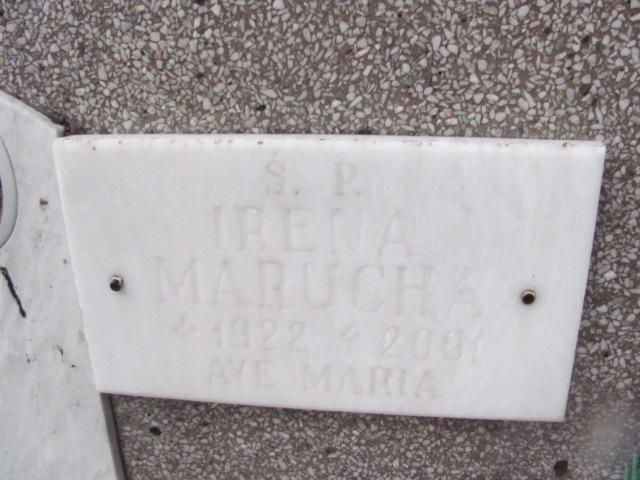 Ś. P.
IRENA
MARUCHA
* 1922 † 2001
AVE MARIA